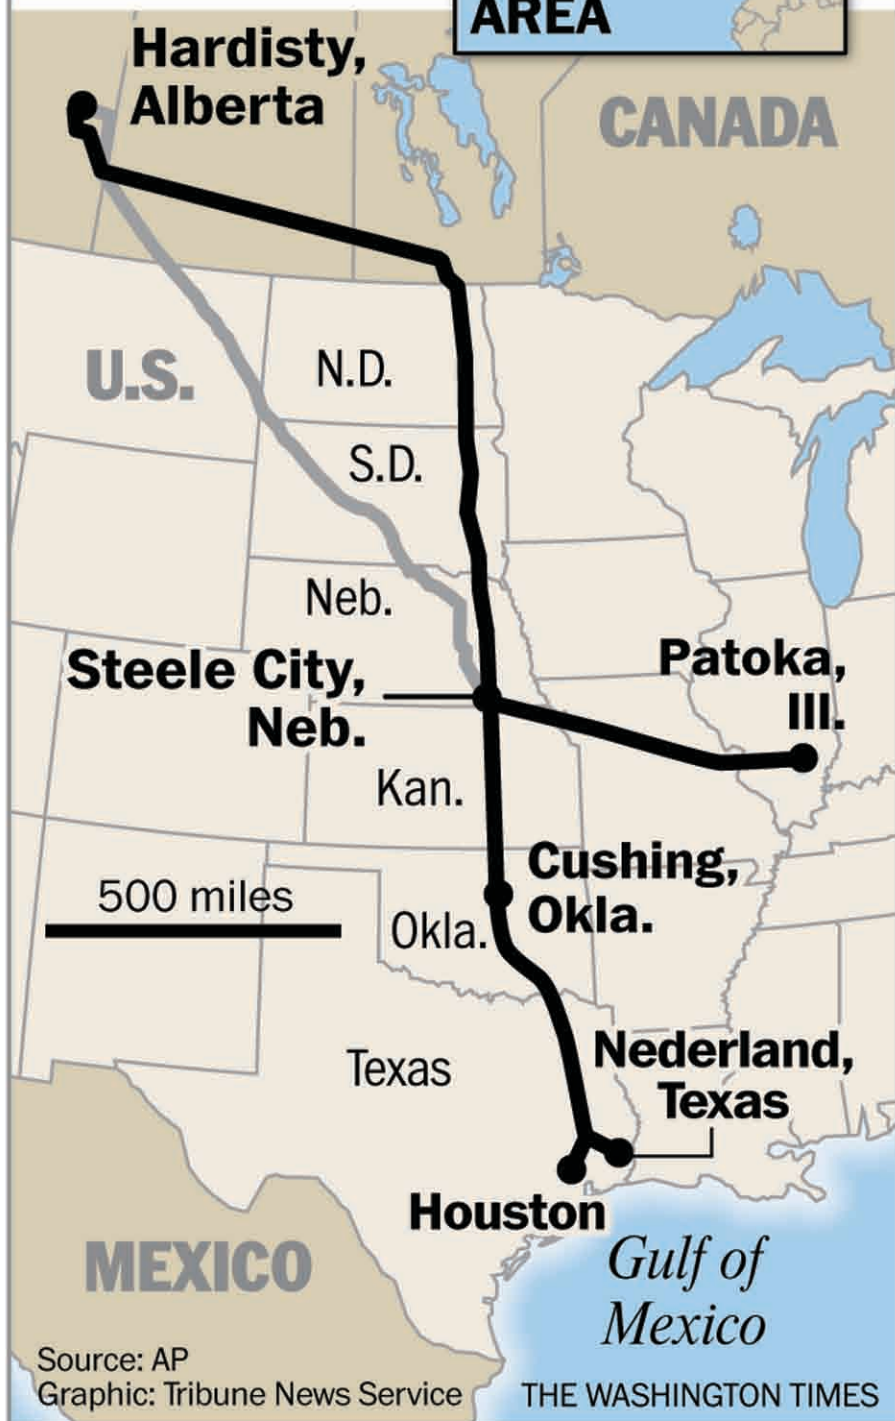 AREA
Hardisty,
Alberta
CANADA
U.S.
N.D.
S.D.
Neb.
Steele City,
Neb.
Patoka,
Ill.
Kan.
Cushing,
Okla.
500 miles
Okla.
Nederland,
Texas
Texas
Houston
MEXICO
Gulf of
Mexico
Source: AP
Graphic: Tribune News Service
THE WASHINGTON TIMES